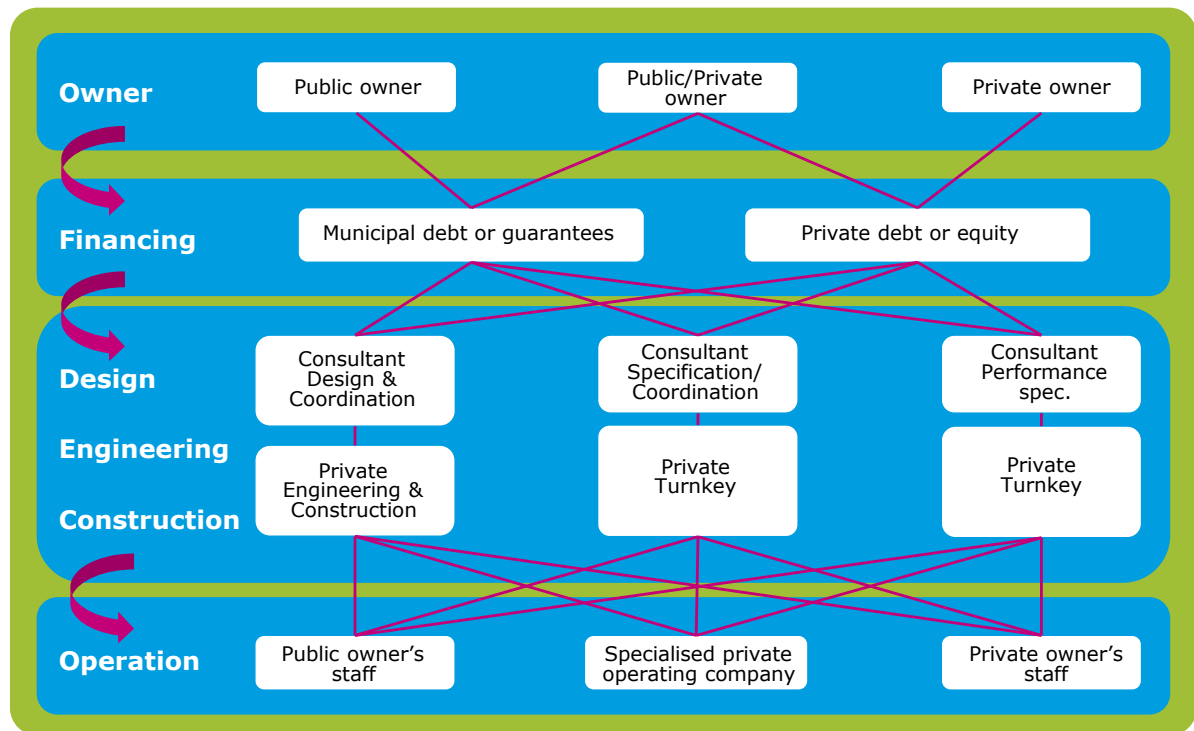 Owner
Public owner
Public/Private
owner
Private owner
Financing
Municipal debt or guarantees
Private debt or equity
Design
Engineering
Construction
Consultant
Design &
Coordination
Consultant
Specification/
Coordination
Consultant
Performance
spec.
Private
Engineering &
Construction
Private
Turnkey
Private
Turnkey
Operation
Public owner’s
staff
Specialised private
operating company
Private owner’s
staff